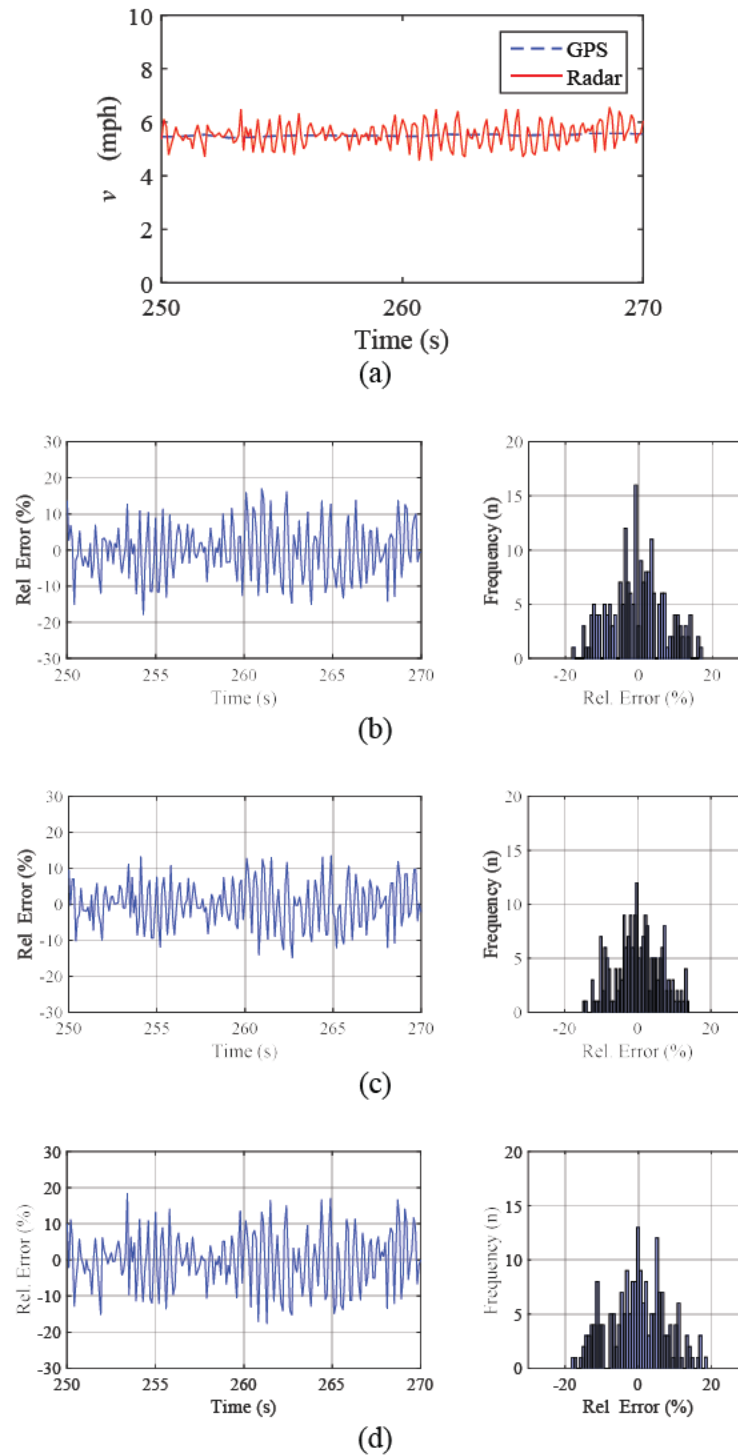 10
8
6
4
2
0
v (mph)
GPS
Radar
250 260 270
Time (s)
(a)
30
20
10
0
-10
-20
-30
Rel Error (%)
250 255 260 265 270
Time (s)
20
15
10
5
0
Frequency (n)
-20 0 20
Rel. Error (%)
(b)
30
20
10
0
-10
-20
-30
Rel Error (%)
250 255 260 265 270
Time (s)
20
15
10
5
0
Frequency (n)
-20 0 20
Rel. Error (%)
(c)
30
20
10
0
-10
-20
-30
Rel. Error (%)
250 255 260 265 270
Time (s)
20
15
10
5
0
Frequency (n)
-20 0 20
Rel Error (%)
(d)